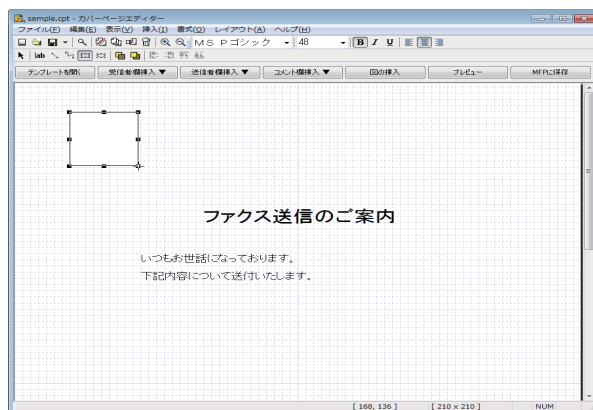 sample.cpt - カバーページエディター
ファイル(F) 編集(E) 表示(V) 挿入(I) 書式(O) レイアウト(A) ヘルプ(H)
ＭＳ Ｐゴシック 48 B I U
lab
テンプレートを開く 受信者欄挿入 ▼ 送信者欄挿入 ▼ コメント欄挿入 ▼ 図の挿入 プレビュー MFPに保存
ファクス送信のご案内
いつもお世話になっております。
下記内容について送付いたします。
[ 168, 136 ] [ 210 x 210 ] NUM